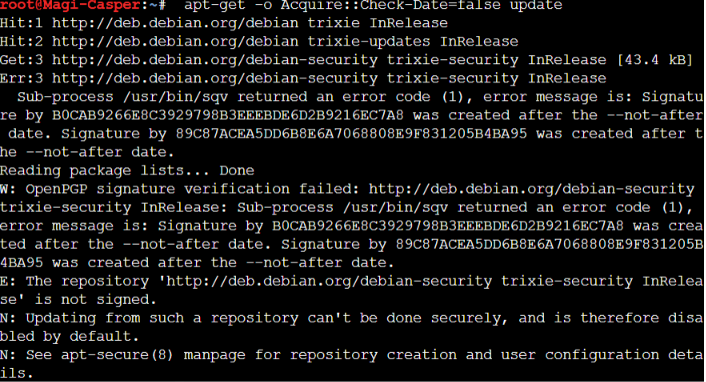 root@Magi-Casper:~#  apt-get -o Acquire::Check-Date=false update
Hit:1 http://deb.debian.org/debian trixie InRelease
Hit:2 http://deb.debian.org/debian trixie-updates InRelease
Get:3 http://deb.debian.org/debian-security trixie-security InRelease [43.4 kB]
Err:3 http://deb.debian.org/debian-security trixie-security InRelease
  Sub-process /usr/bin/sqv returned an error code (1), error message is: Signatu
re by B0CAB9266E8C3929798B3EEEBDE6D2B9216EC7A8 was created after the --not-after
 date. Signature by 89C87ACEA5DD6B8E6A7068808E9F831205B4BA95 was created after t
he --not-after date.
Reading package lists... Done
W: OpenPGP signature verification failed: http://deb.debian.org/debian-security
trixie-security InRelease: Sub-process /usr/bin/sqv returned an error code (1),
error message is: Signature by B0CAB9266E8C3929798B3EEEBDE6D2B9216EC7A8 was crea
ted after the --not-after date. Signature by 89C87ACEA5DD6B8E6A7068808E9F831205B
4BA95 was created after the --not-after date.
E: The repository 'http://deb.debian.org/debian-security trixie-security InRelea
se' is not signed.
N: Updating from such a repository can't be done securely, and is therefore disa
bled by default.
N: See apt-secure(8) manpage for repository creation and user configuration deta
ils.